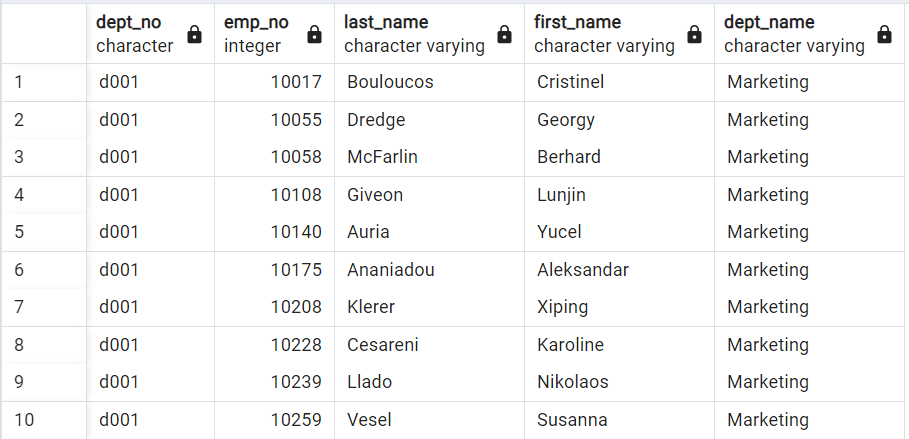 dept_no emp_no last_name first_name dept_name
character integer character varying character varying character varying
1 d001 10017 Bouloucos Cristinel Marketing
2 d001 10055 Dredge Georgy Marketing
3 d001 10058 McFarlin Berhard Marketing
4 d001 10108 Giveon Lunjin Marketing
5 d001 10140 Auria Yucel Marketing
6 d001 10175 Ananiadou Aleksandar Marketing
7 d001 10208 Klerer Xiping Marketing
8 d001 10228 Cesareni Karoline Marketing
9 d001 10239 Llado Nikolaos Marketing
10 d001 10259 Vesel Susanna Marketing